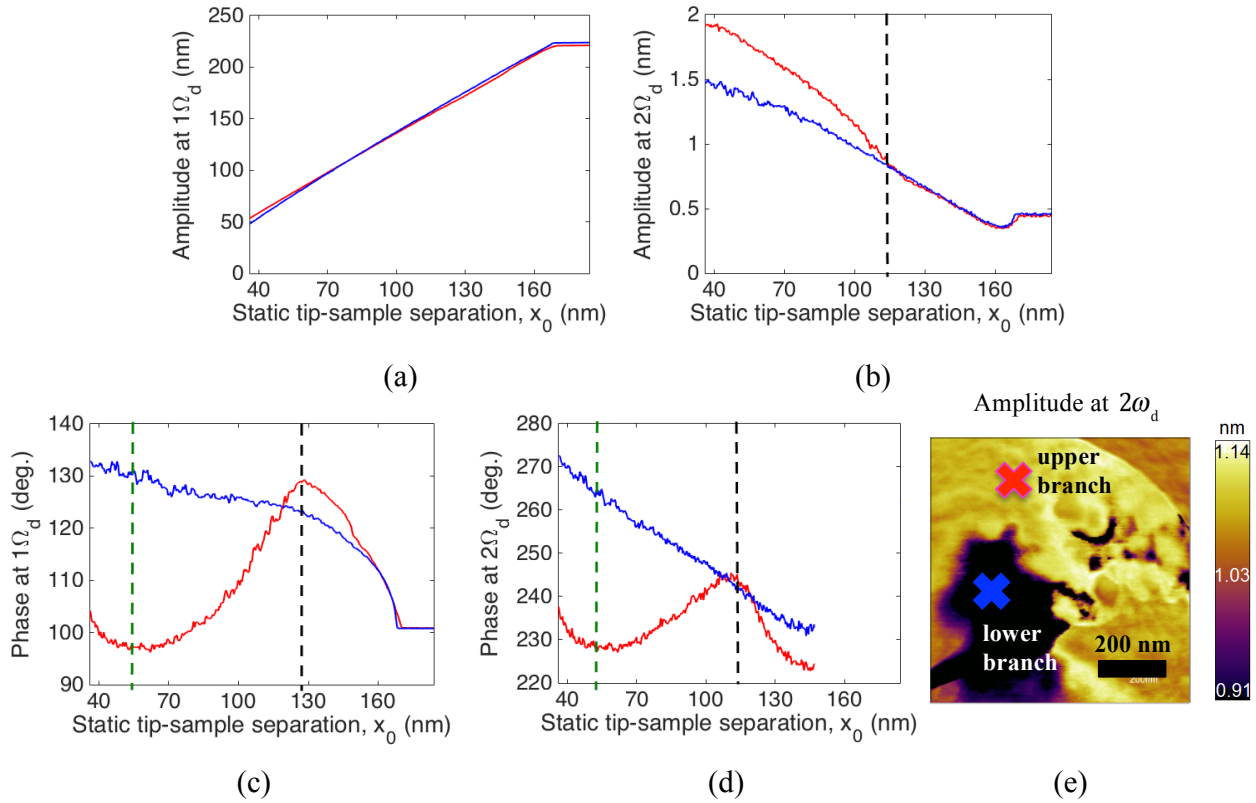 250
200
150
100
50
0
40 70 100 130 160
Amplitude at 1Ω_d (nm)
Static tip-sample separation, x_0 (nm)
(a)
2
1.5
1
0.5
0
40 70 100 130 160
Amplitude at 2Ω_d (nm)
Static tip-sample separation, x_0 (nm)
(b)
140
130
120
110
100
90
40 70 100 130 160
Phase at 1Ω_d (deg.)
Static tip-sample separation, x_0 (nm)
(c)
280
270
260
250
240
230
220
40 70 100 130 160
Phase at 2Ω_d (deg.)
Static tip-sample separation, x_0 (nm)
(d)
Amplitude at 2ω_d
nm
1.14
1.03
0.91
upper
branch
lower
branch
200 nm
200nm
(e)